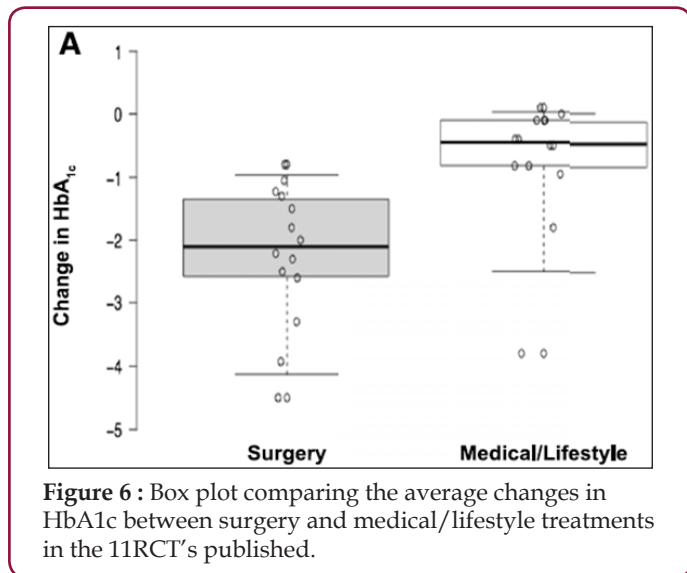 A
1
0
−1
−2
−3
−4
−5
Change in HbA1c
Surgery
Medical/Lifestyle
Figure 6 : Box plot comparing the average changes in
HbA1c between surgery and medical/lifestyle treatments
in the 11RCT's published.